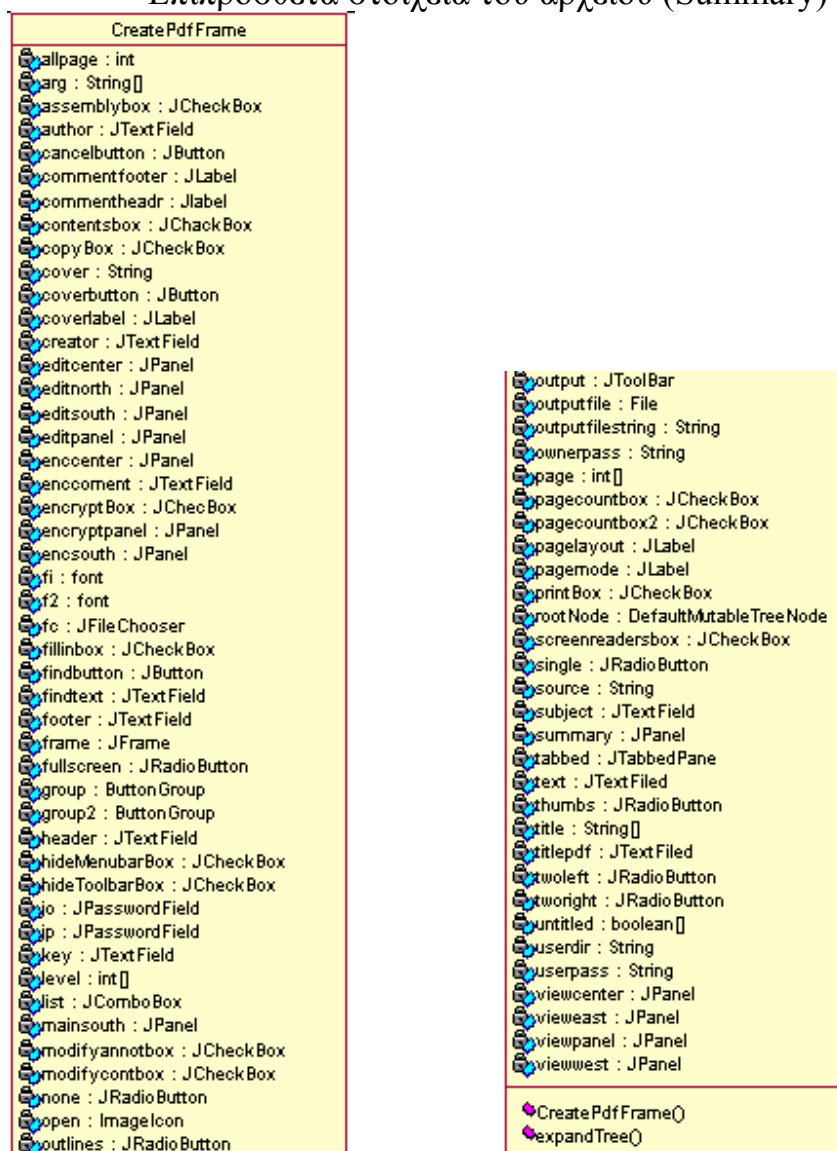 Επιπρόσθετα στοιχεία του αρχείου (Summary)
CreatePdfFrame
allpage : int
arg : String[]
assemblybox : JCheckBox
author : JTextField
cancelbutton : JButton
commentfooter : JLabel
commentheadr : Jlabel
contentsbox : JChackBox
copyBox : JCheckBox
cover : String
coverbutton : JButton
coverlabel : JLabel
creator : JTextField
editcenter : JPanel
editnorth : JPanel
editsouth : JPanel
editpanel : JPanel
enccenter : JPanel
enccoment : JTextField
encryptBox : JChecBox
encryptpanel : JPanel
encsouth : JPanel
fi : font
f2 : font
fc : JFileChooser
fillinbox : JCheckBox
findbutton : JButton
findtext : JTextField
footer : JTextField
frame : JFrame
fullscreen : JRadioButton
group : ButtonGroup
group2 : ButtonGroup
header : JTextField
hideMenubarBox : JCheckBox
hideToolbarBox : JCheckBox
jo : JPasswordField
jp : JPasswordField
key : JTextField
level : int[]
list : JComboBox
mainsouth : JPanel
modifyannotbox : JCheckBox
modifycontbox : JCheckBox
none : JRadioButton
open : ImageIcon
outlines : JRadioButton
output : JToolBar
outputfile : File
outputfilestring : String
ownerpass : String
page : int[]
pagecountbox : JCheckBox
pagecountbox2 : JCheckBox
pagelayout : JLabel
pagemode : JLabel
printBox : JCheckBox
rootNode : DefaultMutableTreeNode
screenreadersbox : JCheckBox
single : JRadioButton
source : String
subject : JTextField
summary : JPanel
tabbed : JTabbedPane
text : JTextFiled
thumbs : JRadioButton
title : String[]
titlepdf : JTextFiled
twoleft : JRadioButton
tworight : JRadioButton
untitled : boolean[]
userdir : String
userpass : String
viewcenter : JPanel
vieweast : JPanel
viewpanel : JPanel
viewwest : JPanel
CreatePdfFrame()
expandTree()